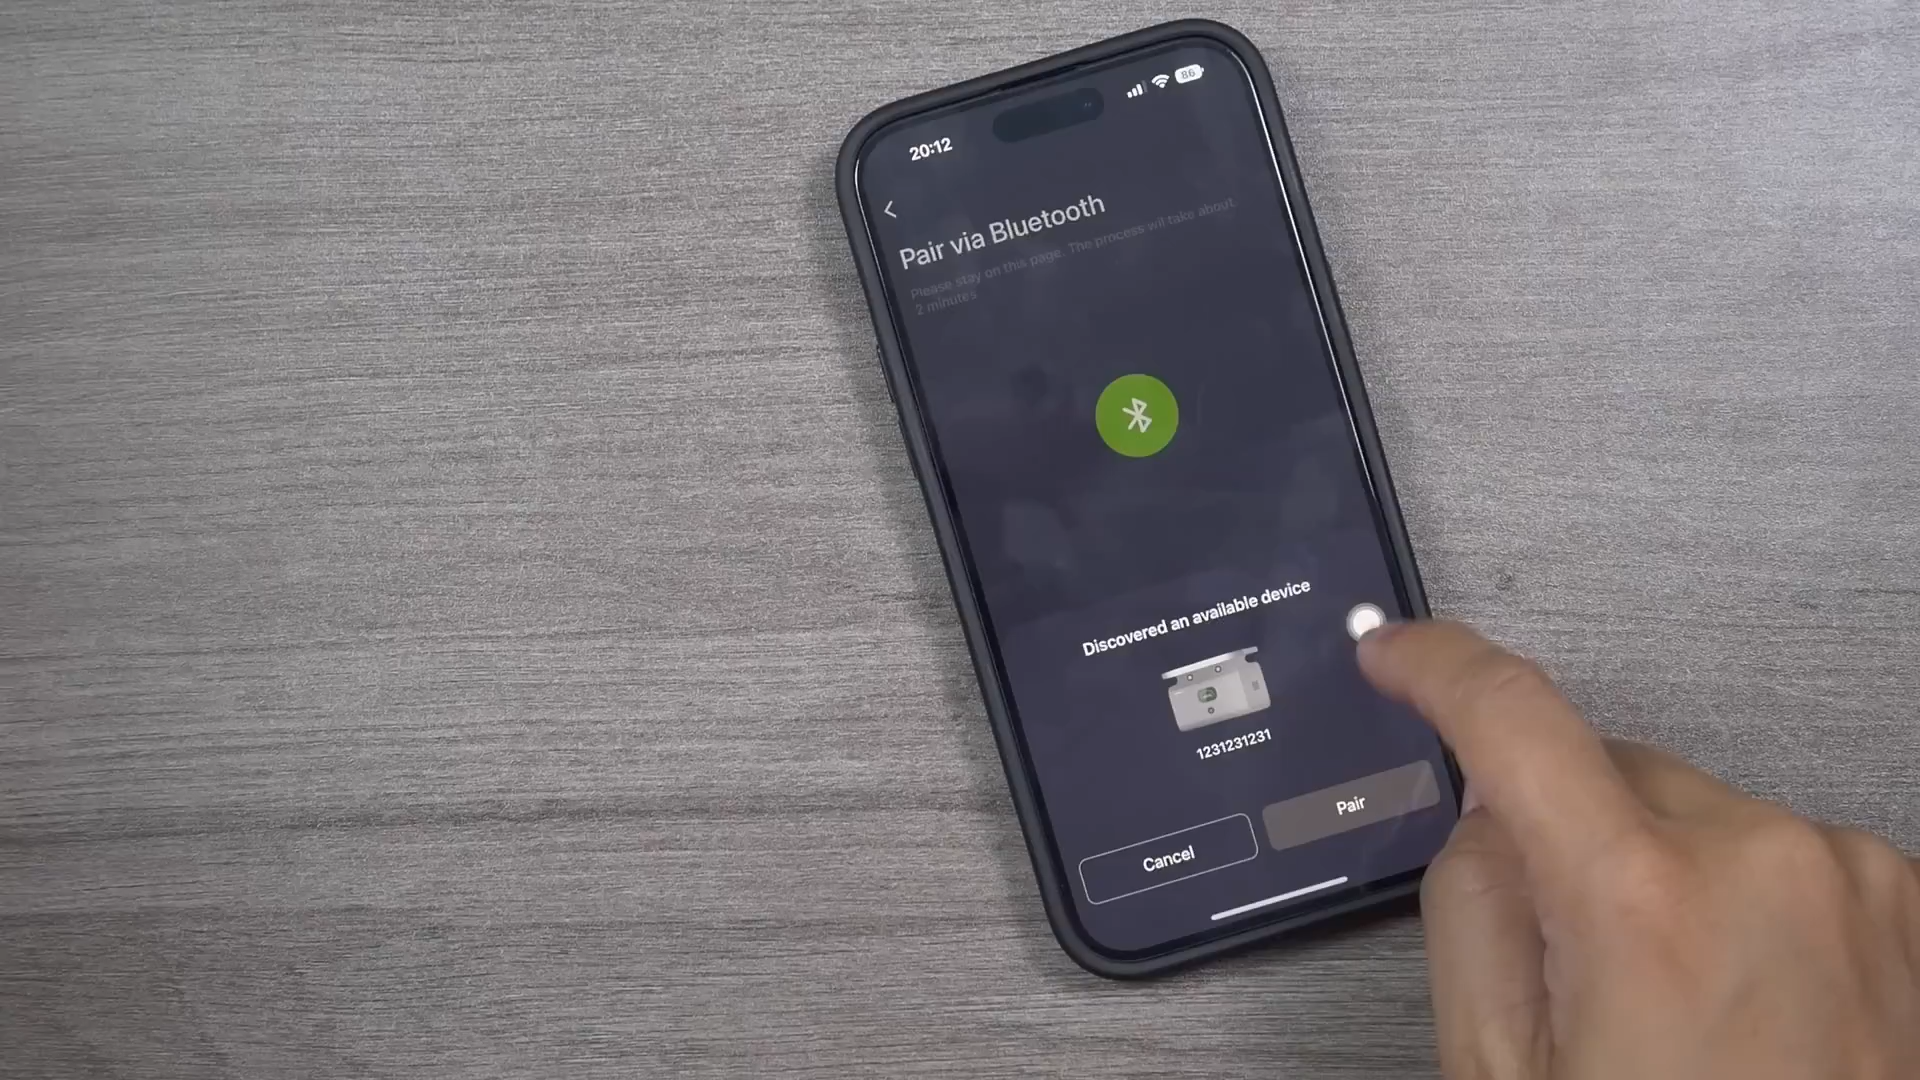 20:12
86
Pair via Bluetooth
Please stay on this page. The process wil take about
2 minutes
Discovered an available device
1231231231
Cancel
Pair